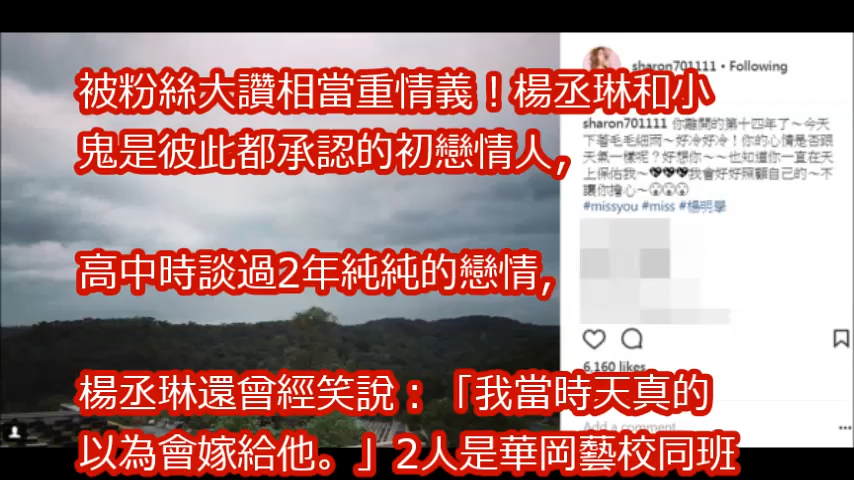 被粉絲大讚相當重情義！楊丞琳和小
鬼是彼此都承認的初戀情人，
高中時談過2年純純的戀情，
楊丞琳還曾經笑說：「我當時天真的
以為會嫁給他。」2人是華岡藝校同班
sharon701111 • Following
sharon701111 你離開的第十四年了～今天
下著毛毛細雨～好冷好冷！你的心情是否跟
天氣一樣呢？好想你～～也知道你一直在天
上保佑我～💖💖💖我會好好照顧自己的～不
讓你擔心～😘😘😘
#missyou #miss #楊明學
6,160 likes
Add a comment...